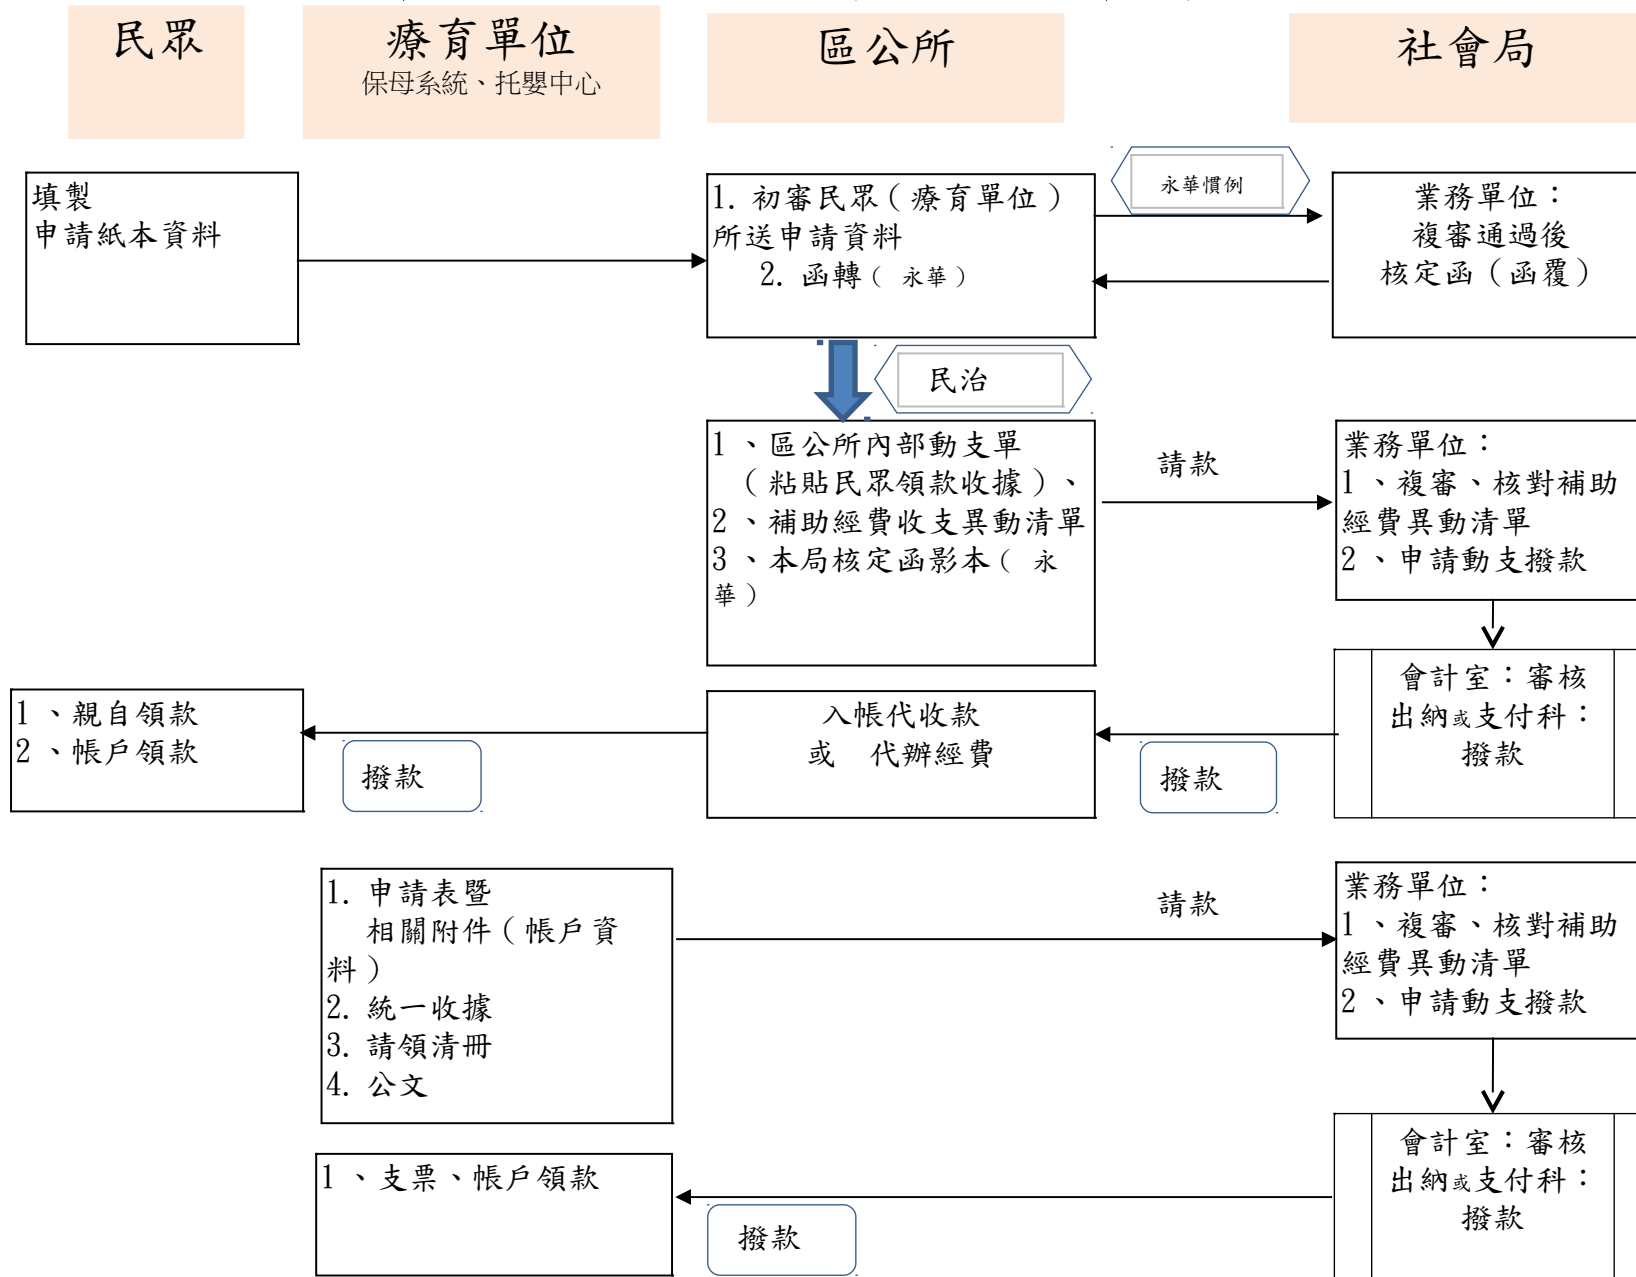 民眾
療育單位
保母系統、托嬰中心
區公所
社會局
填製
申請紙本資料
1. 初審民眾（療育單位）
所送申請資料
2. 函轉（ 永華）
永華慣例
業務單位：
複審通過後
核定函（函覆）
民治
1 、區公所內部動支單
（粘貼民眾領款收據）、
2 、補助經費收支異動清單
3 、本局核定函影本（ 永
華）
請款
業務單位：
1 、複審、核對補助
經費異動清單
2 、申請動支撥款
會計室：審核
出納或支付科：
撥款
撥款
入帳代收款
或 代辦經費
撥款
1 、親自領款
2 、帳戶領款
1. 申請表暨
相關附件（帳戶資
料）
2. 統一收據
3. 請領清冊
4. 公文
請款
業務單位：
1 、複審、核對補助
經費異動清單
2 、申請動支撥款
會計室：審核
出納或支付科：
撥款
撥款
1 、支票、帳戶領款